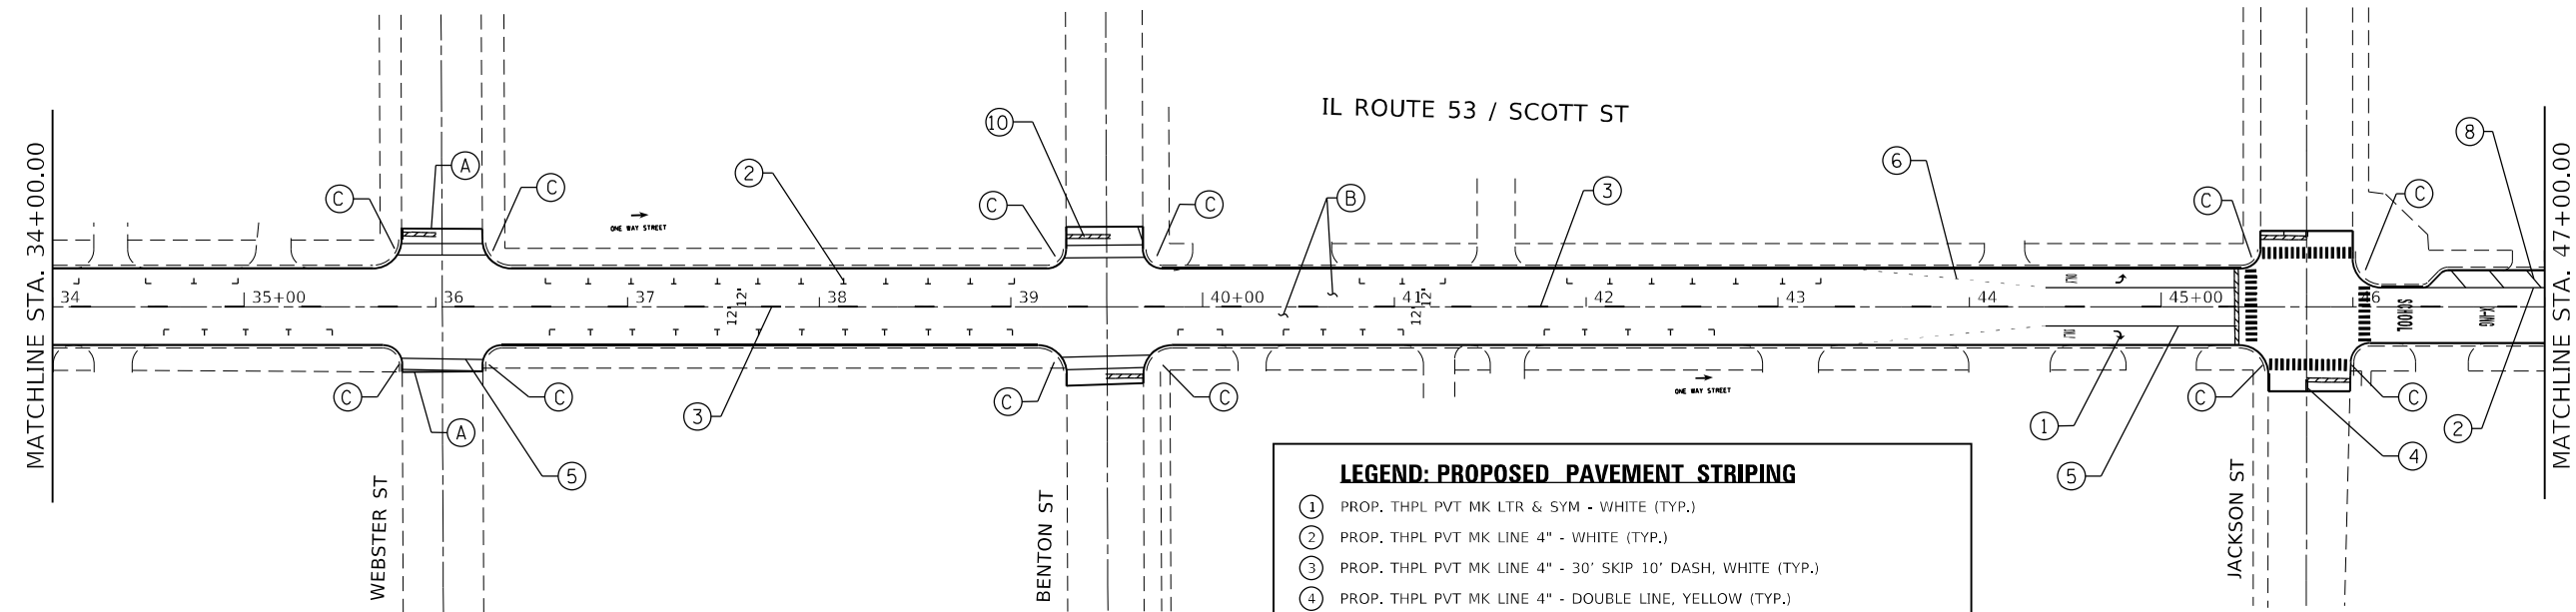 IL ROUTE 53 / SCOTT ST
MATCHLINE STA. 34+00.00
MATCHLINE STA. 47+00.00
10
8
A
2
6
C
C
C
C
B
3
C
C
ONE WAY STREET
34
35+00
36
37
38
39
40+00
41
42
43
44
45+00
46
12'
12'
12'
12'
ONLY
ONLY
SCHOOL
X-ING
ONE WAY STREET
C
C
C
C
C
C
3
A
5
1
5
2
4
WEBSTER ST
BENTON ST
JACKSON ST
LEGEND: PROPOSED PAVEMENT STRIPING
1 PROP. THPL PVT MK LTR & SYM - WHITE (TYP.)
2 PROP. THPL PVT MK LINE 4" - WHITE (TYP.)
3 PROP. THPL PVT MK LINE 4" - 30' SKIP 10' DASH, WHITE (TYP.)
4 PROP. THPL PVT MK LINE 4" - DOUBLE LINE, YELLOW (TYP.)